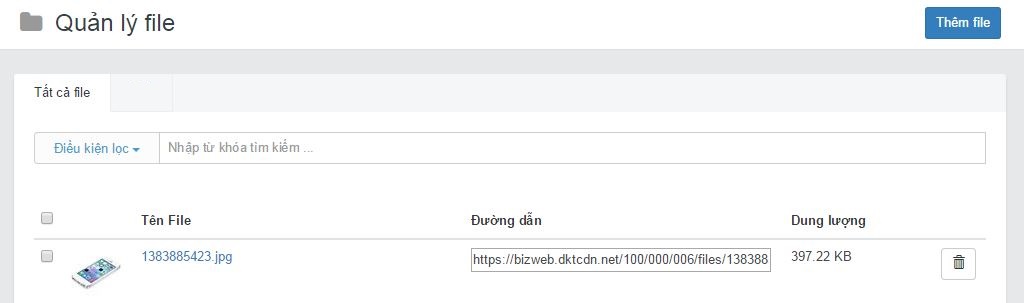 Quản lý file
Thêm file
Tất cả file
Điều kiện lọc
Nhập từ khóa tìm kiếm ...
Tên File
Đường dẫn
Dung lượng
1383885423.jpg
https://bizweb.dktcdn.net/100/000/006/files/138388
397.22 KB